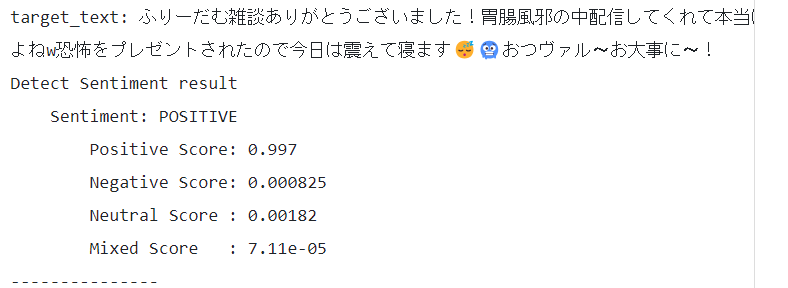 target_text: ふりーだむ雑談ありがとうございました！胃腸風邪の中配信してくれて本当に
よねw恐怖をプレゼントされたので今日は震えて寝ます😴🥶おつヴァル～お大事に～！
Detect Sentiment result
Sentiment: POSITIVE
Positive Score: 0.997
Negative Score: 0.000825
Neutral Score : 0.00182
Mixed Score   : 7.11e-05
---------------